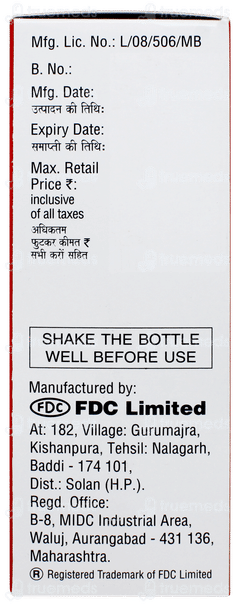 Mfg. Lic. No.: L/08/506/MB
B. No.:
Mfg. Date:
उत्पादन की तिथि:
Expiry Date:
समाप्ती की तिथि:
Max. Retail
Price ₹:
inclusive
of all taxes
अधिकतम
फुटकर कीमत ₹
सभी करों सहित
SHAKE THE BOTTLE
WELL BEFORE USE
Manufactured by:
FDC FDC Limited
At: 182, Village: Gurumajra,
Kishanpura, Tehsil: Nalagarh,
Baddi - 174 101,
Dist.: Solan (H.P.).
Regd. Office:
B-8, MIDC Industrial Area,
Waluj, Aurangabad - 431 136,
Maharashtra.
® Registered Trademark of FDC Limited